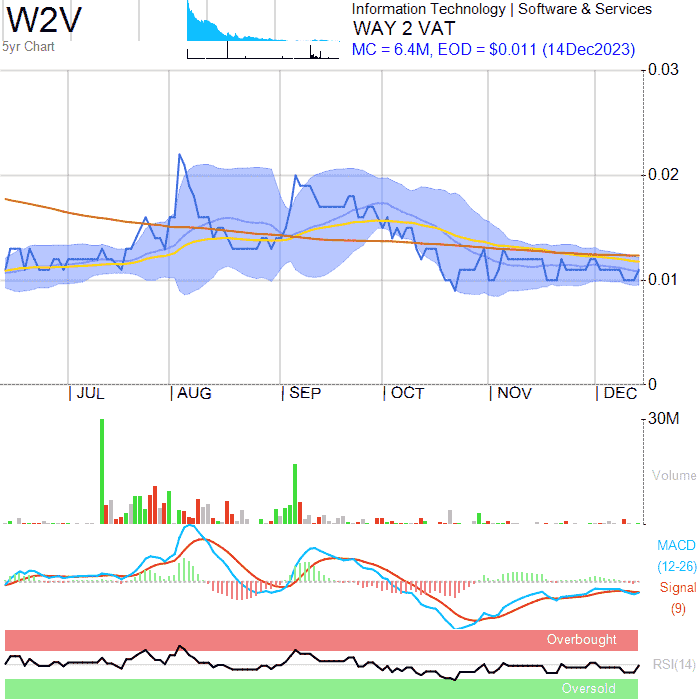 W2V
5yr Chart
Information Technology | Software & Services
WAY 2 VAT
MC = 6.4M, EOD = $0.011 (14Dec2023)
0.03
0.02
0.01
0
| JUL | AUG | SEP | OCT | NOV | DEC
30M
Volume
MACD
(12-26)
Signal
(9)
Overbought
RSI(14)
Oversold